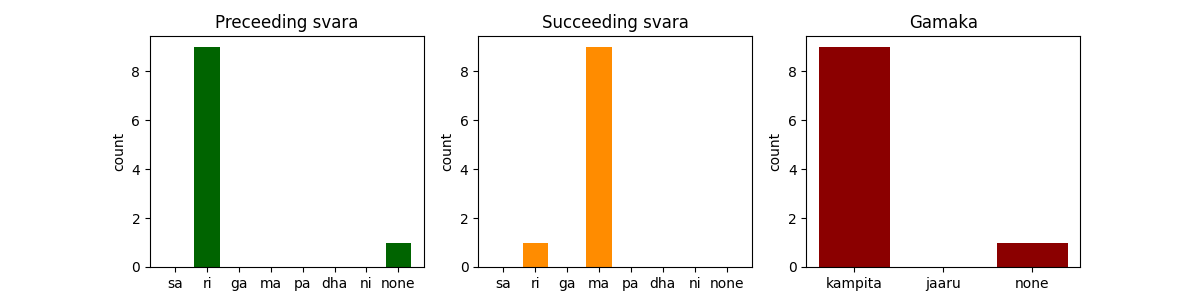 Preceeding svara
count
8
6
4
2
0
sa ri ga ma pa dha ni none
Succeeding svara
count
8
6
4
2
0
sa ri ga ma pa dha ni none
Gamaka
count
8
6
4
2
0
kampita jaaru none